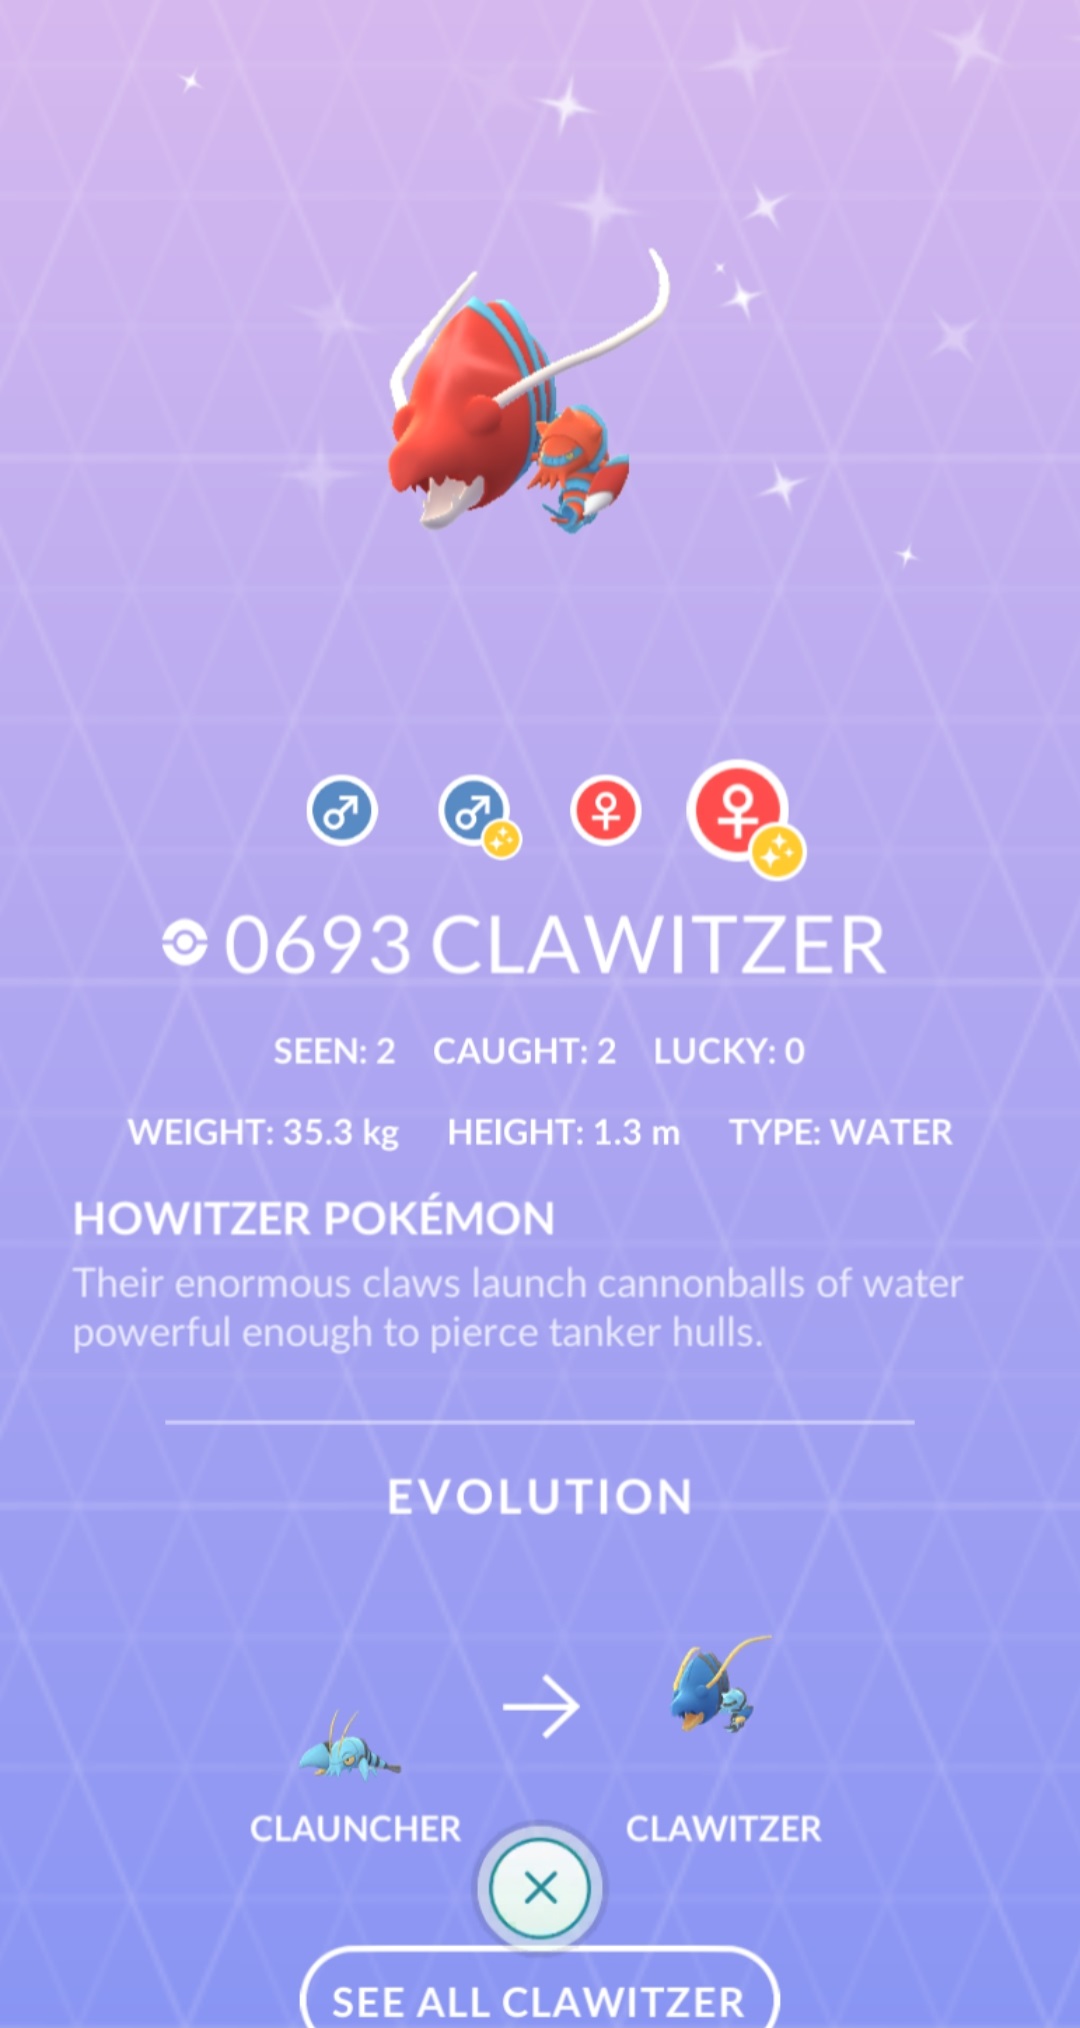 0693 CLAWITZER
SEEN: 2 CAUGHT: 2 LUCKY: 0
WEIGHT: 35.3 kg HEIGHT: 1.3 m TYPE: WATER
HOWITZER POKÉMON
Their enormous claws launch cannonballs of water
powerful enough to pierce tanker hulls.
EVOLUTION
CLAUNCHER CLAWITZER
SEE ALL CLAWITZER